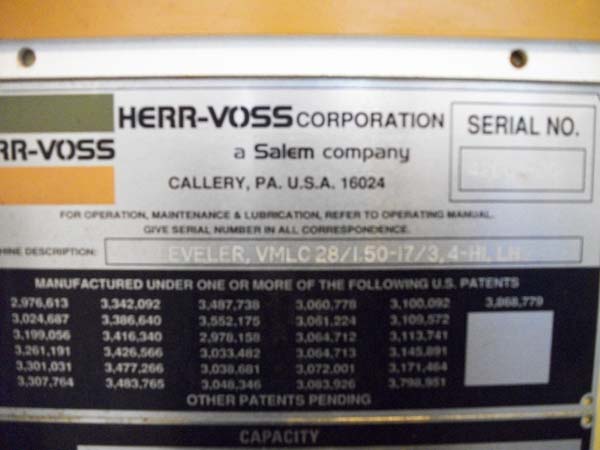 HERR-VOSS CORPORATION
a Salem company
CALLERY, PA. U.S.A. 16024
RR-VOSS
SERIAL NO.
FOR OPERATION, MAINTENANCE & LUBRICATION, REFER TO OPERATING MANUAL.
GIVE SERIAL NUMBER IN ALL CORRESPONDENCE.
HINE DESCRIPTION: EVELER, VMLC 28/1.50-17/3, 4-HI, LH
MANUFACTURED UNDER ONE OR MORE OF THE FOLLOWING U.S. PATENTS
2,976,613 3,342,092 3,487,738 3,060,778 3,100,092 3,868,779
3,024,687 3,386,640 3,552,175 3,061,224 3,109,572
3,199,056 3,416,340 2,978,158 3,064,712 3,113,741
3,261,191 3,426,566 3,033,482 3,064,713 3,145,891
3,301,031 3,477,266 3,038,681 3,072,001 3,171,464
3,307,764 3,483,765 3,048,346 3,083,926 3,798,951
OTHER PATENTS PENDING
CAPACITY